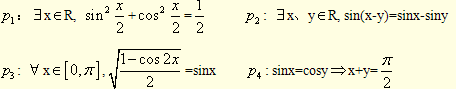 p₁: ∃x∈R, sin² x/2 + cos² x/2 = 1/2 p₂: ∃x、y∈R, sin(x-y)=sinx-siny
p₃: ∀x∈[0,π], √((1-cos2x)/2) =sinx p₄: sinx=cosy⇒x+y= π/2